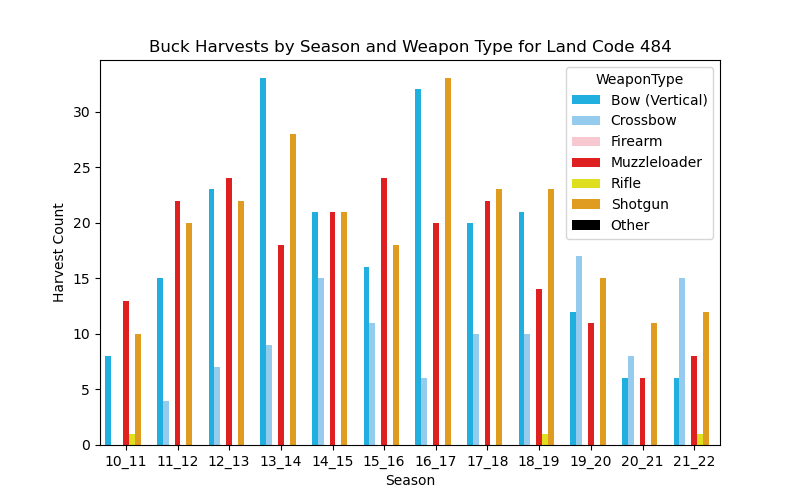 Buck Harvests by Season and Weapon Type for Land Code 484
WeaponType
Bow (Vertical)
Crossbow
Firearm
Muzzleloader
Rifle
Shotgun
Other
Harvest Count
30
25
20
15
10
5
0
10_11 11_12 12_13 13_14 14_15 15_16 16_17 17_18 18_19 19_20 20_21 21_22
Season